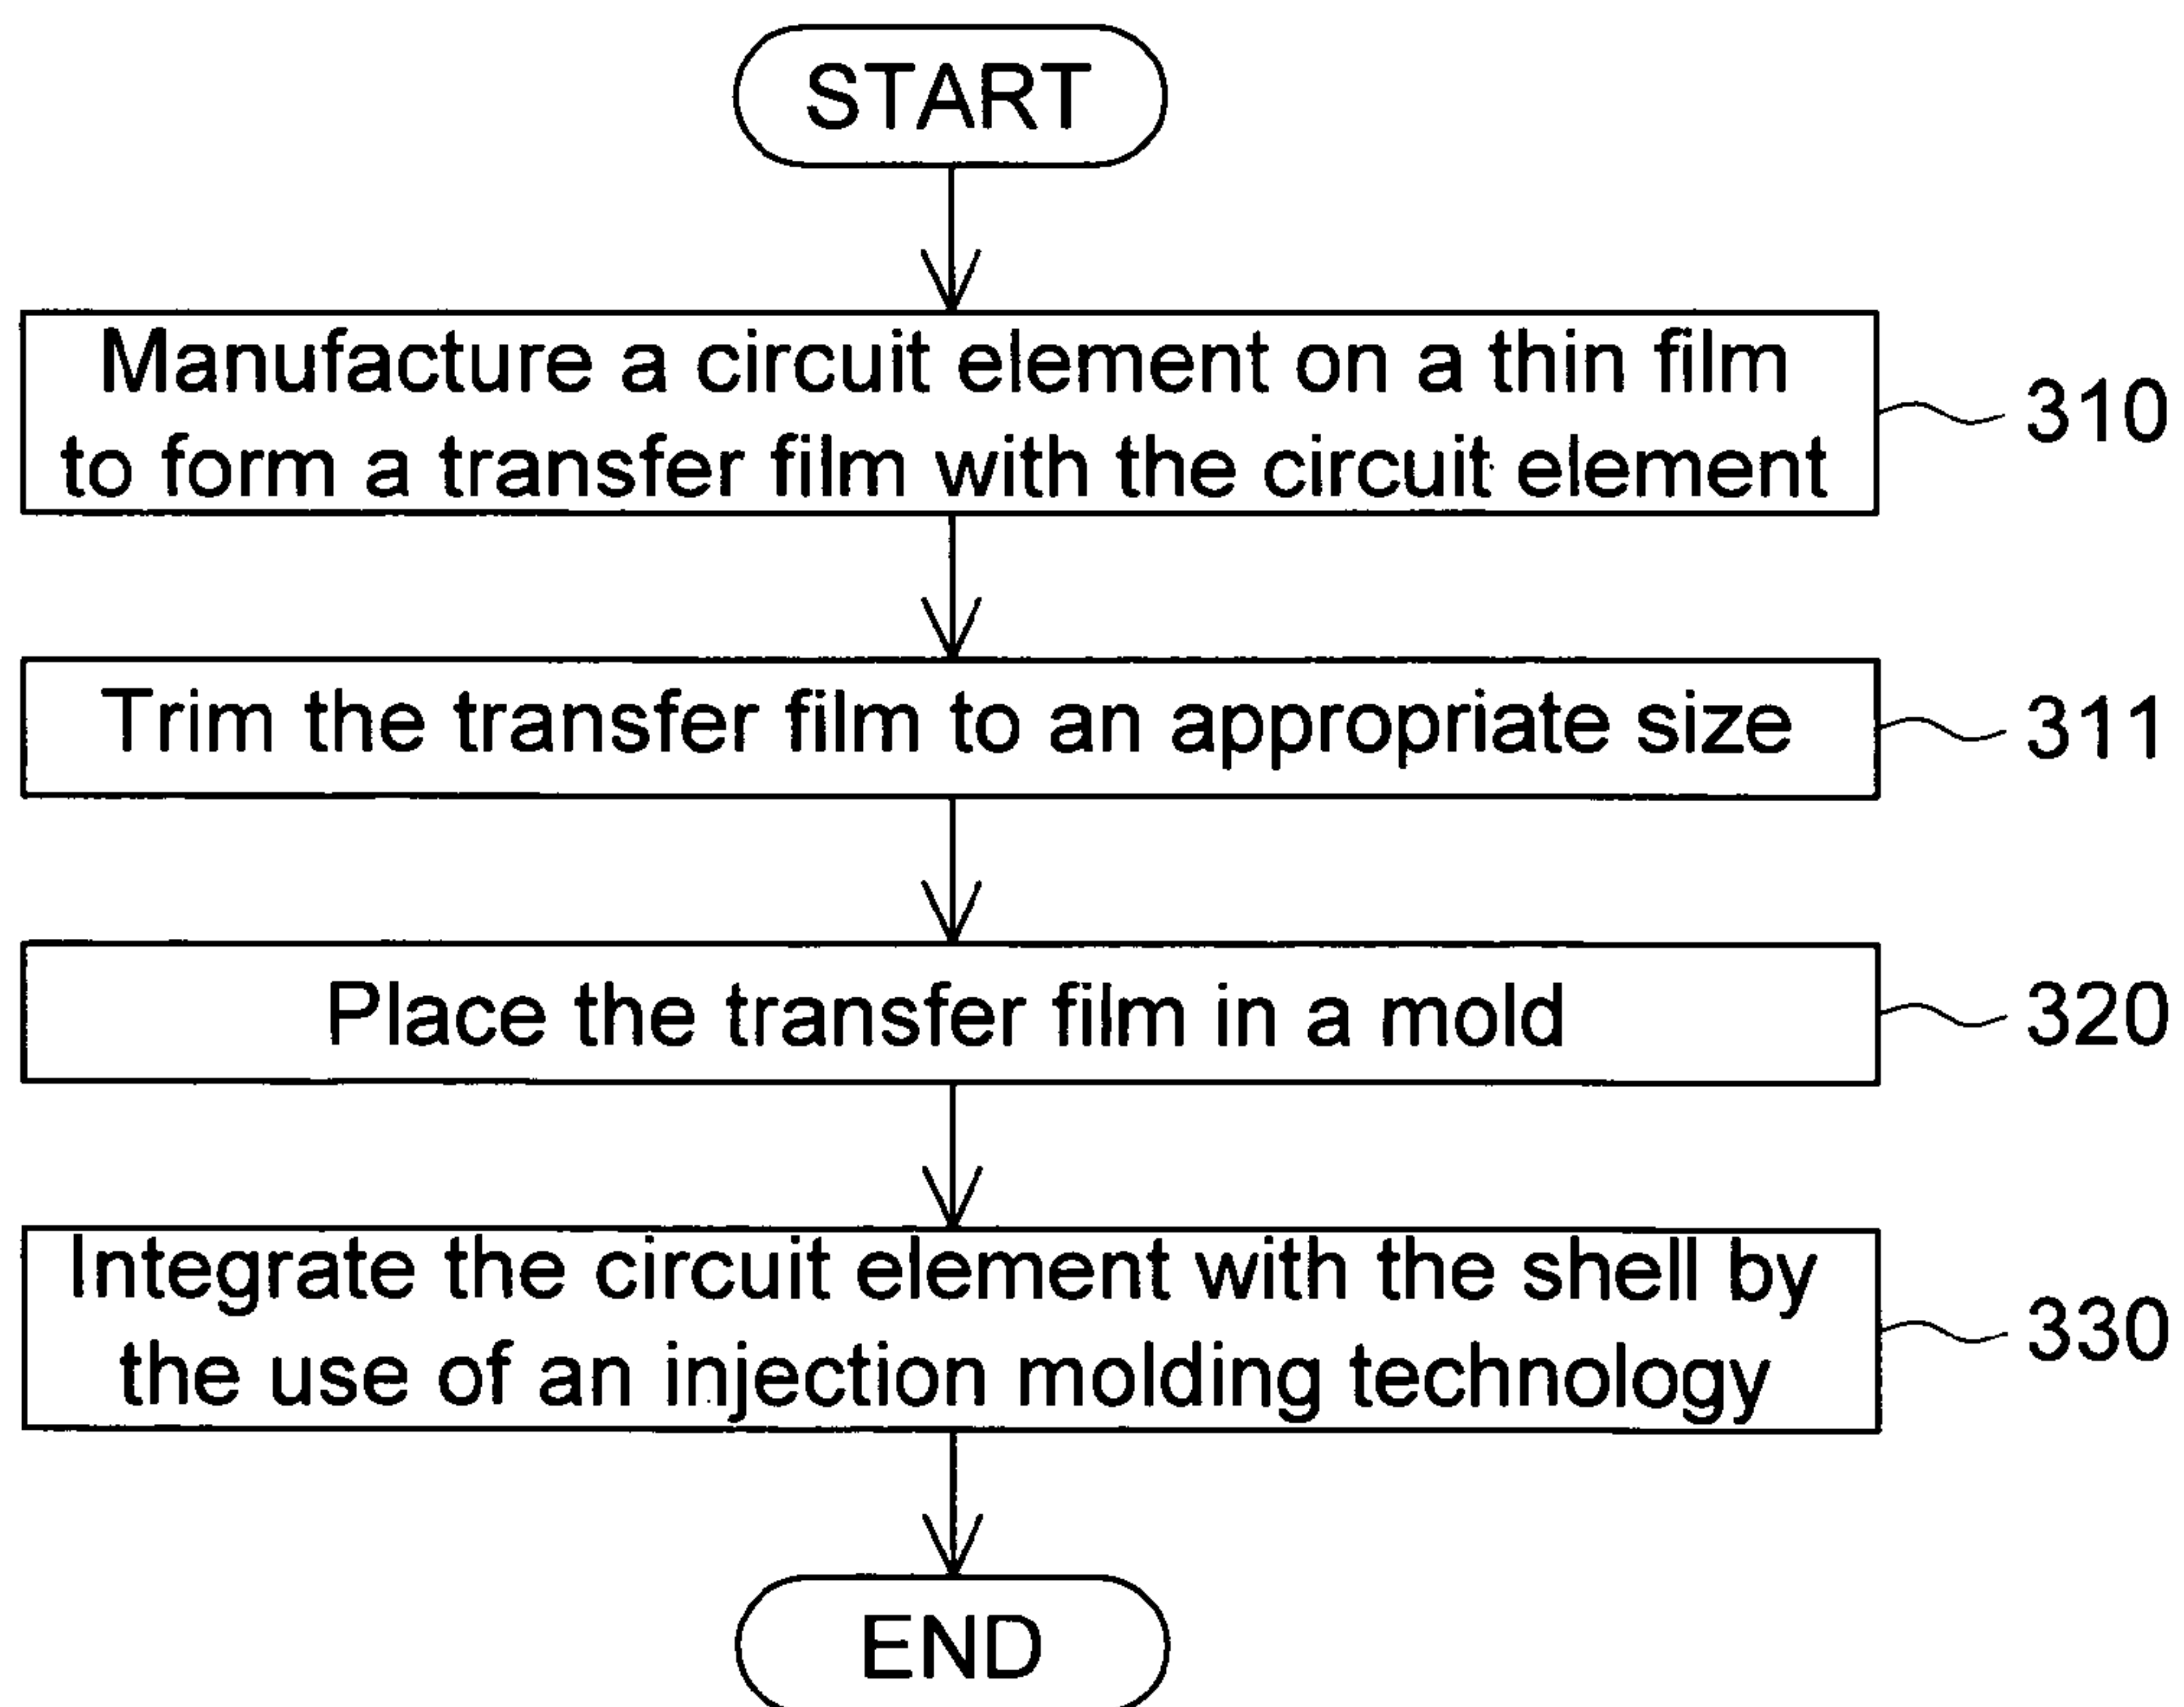 START
Manufacture a circuit element on a thin film
to form a transfer film with the circuit element
310
Trim the transfer film to an appropriate size
311
Place the transfer film in a mold
320
Integrate the circuit element with the shell by
the use of an injection molding technology
330
END